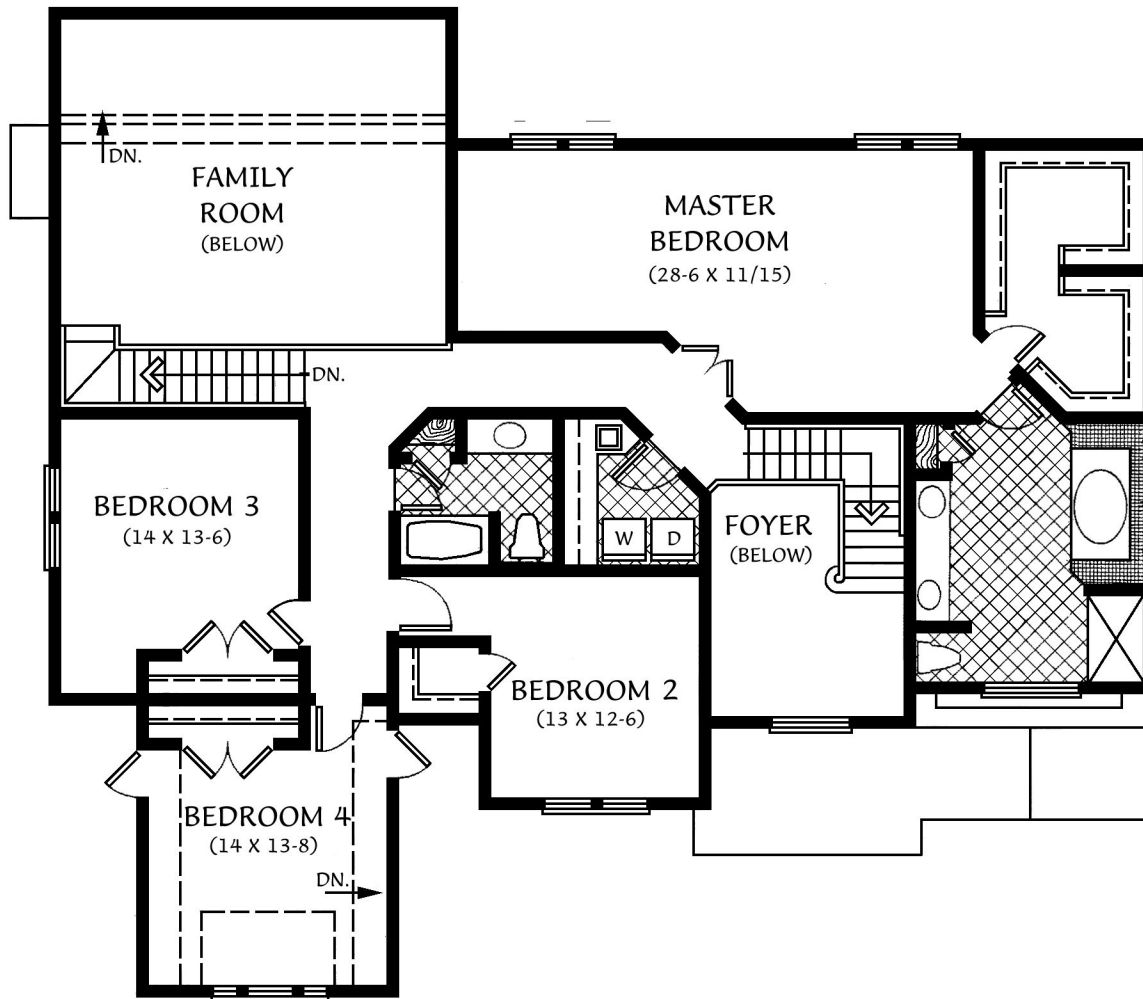 DN.
FAMILY
ROOM
(BELOW)
MASTER
BEDROOM
(28-6 X 11/15)
DN.
BEDROOM 3
(14 X 13-6)
W
D
FOYER
(BELOW)
BEDROOM 2
(13 X 12-6)
BEDROOM 4
(14 X 13-8)
DN.